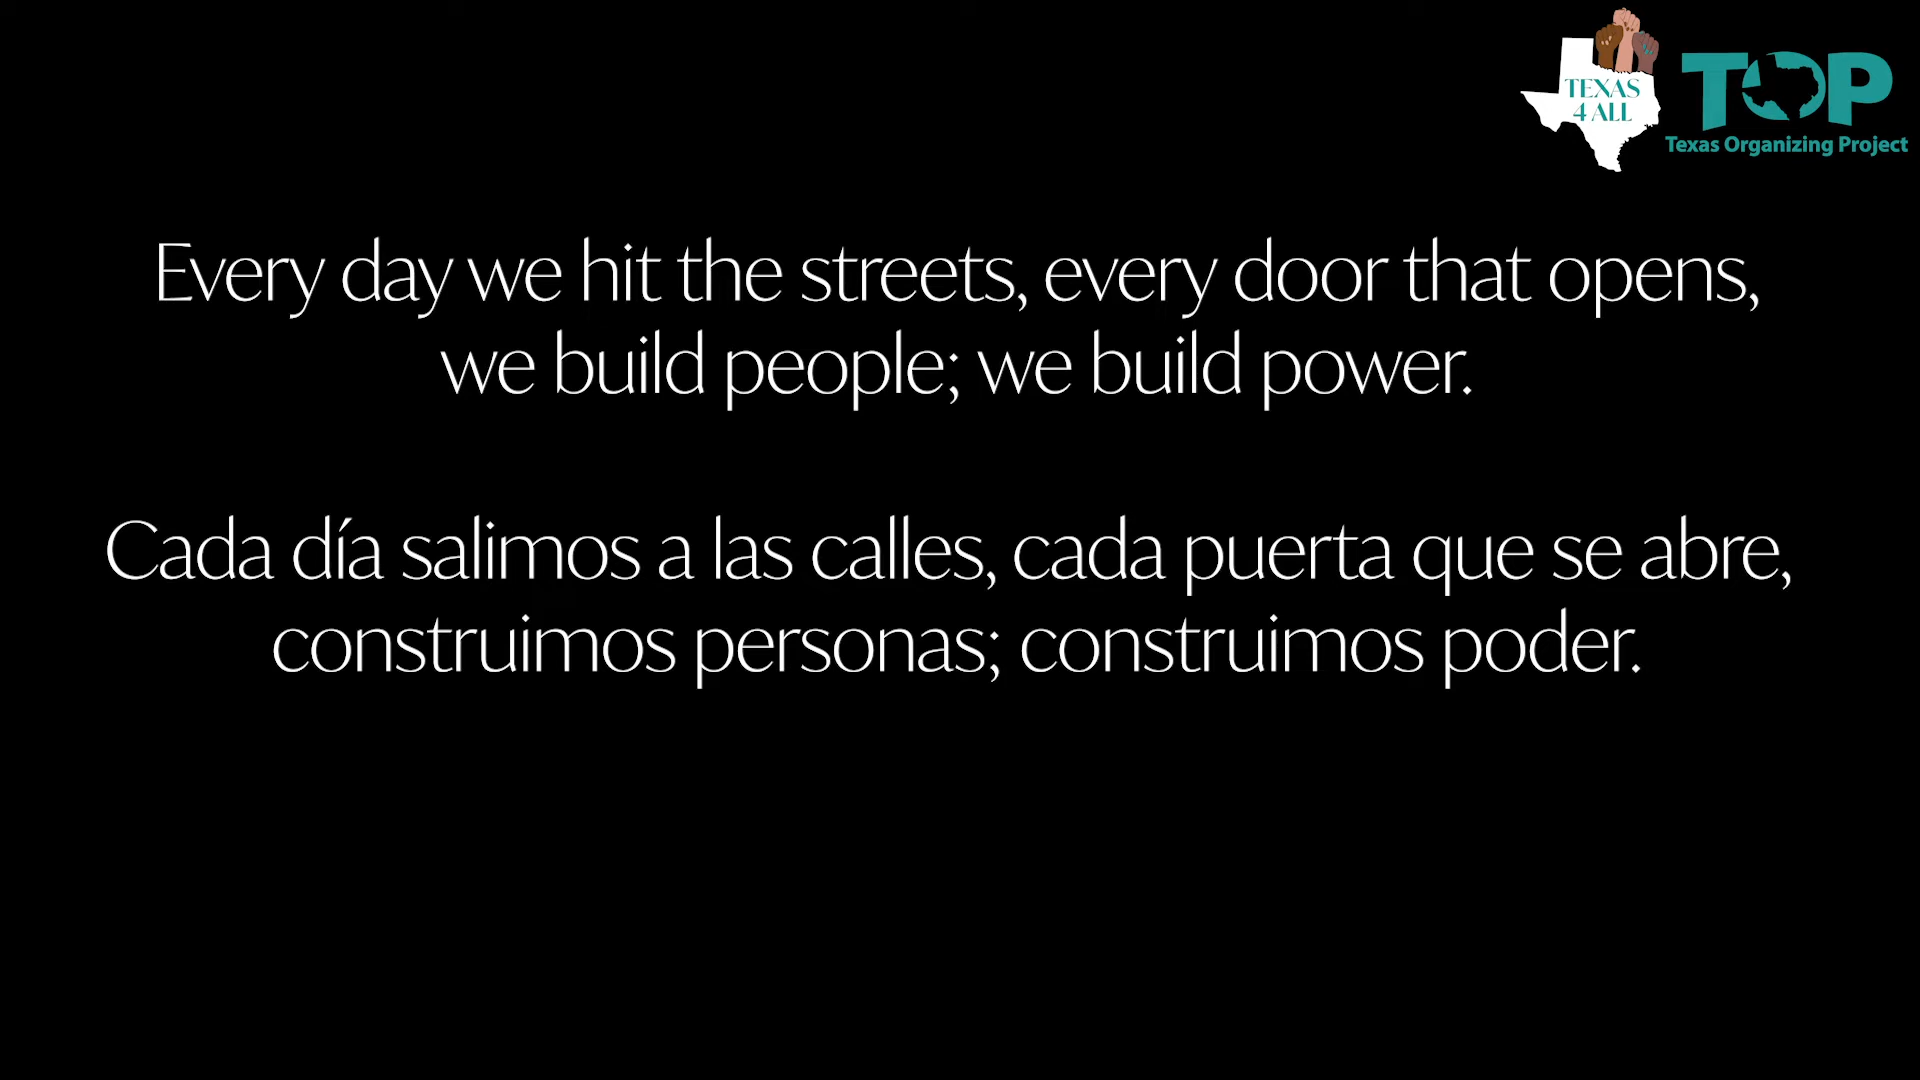 TEXAS
4 ALL
TOP
Texas Organizing Project
Every day we hit the streets, every door that opens,
we build people; we build power.
Cada día salimos a las calles, cada puerta que se abre,
construimos personas; construimos poder.